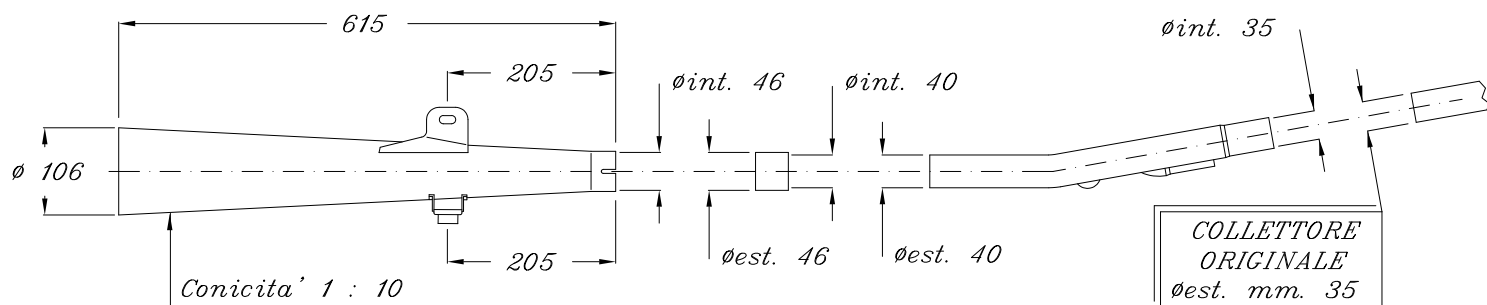 615
205
øint. 46
øint. 40
øint. 35
ø 106
205
øest. 46
øest. 40
Conicita' 1 : 10
COLLETTORE
ORIGINALE
øest. mm. 35